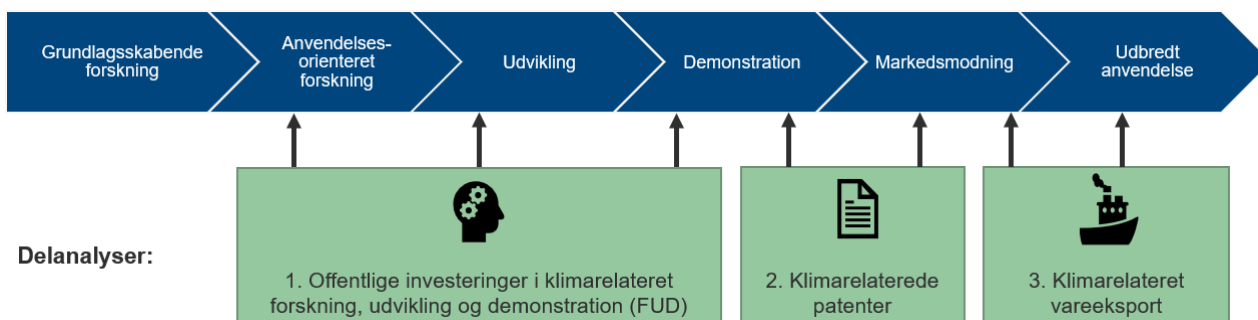 Grundlagsskabende
forskning
Anvendelses-
orienteret
forskning
Udvikling
Demonstration
Markedsmodning
Udbredt
anvendelse
Delanalyser:
1. Offentlige investeringer i klimarelateret
forskning, udvikling og demonstration (FUD)
2. Klimarelaterede
patenter
3. Klimarelateret
vareeksport